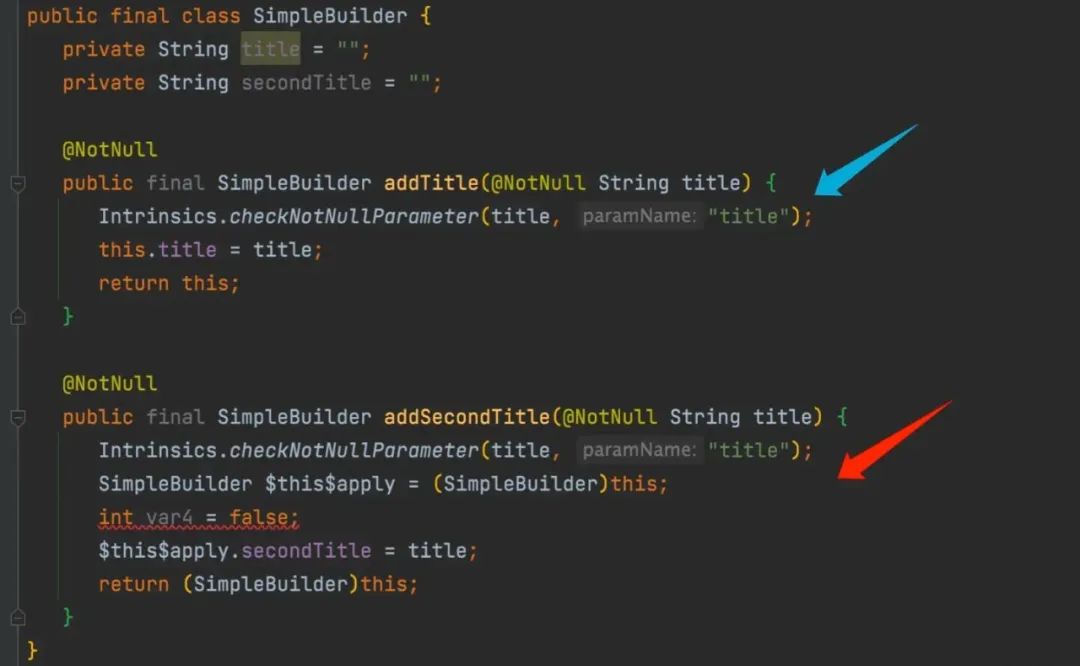 public final class SimpleBuilder {
private String title = "";
private String secondTitle = "";
@NotNull
public final SimpleBuilder addTitle(@NotNull String title) {
Intrinsics.checkNotNullParameter(title, paramName: "title");
this.title = title;
return this;
}
@NotNull
public final SimpleBuilder addSecondTitle(@NotNull String title) {
Intrinsics.checkNotNullParameter(title, paramName: "title");
SimpleBuilder $this$apply = (SimpleBuilder)this;
int var4 = false;
$this$apply.secondTitle = title;
return (SimpleBuilder)this;
}
}